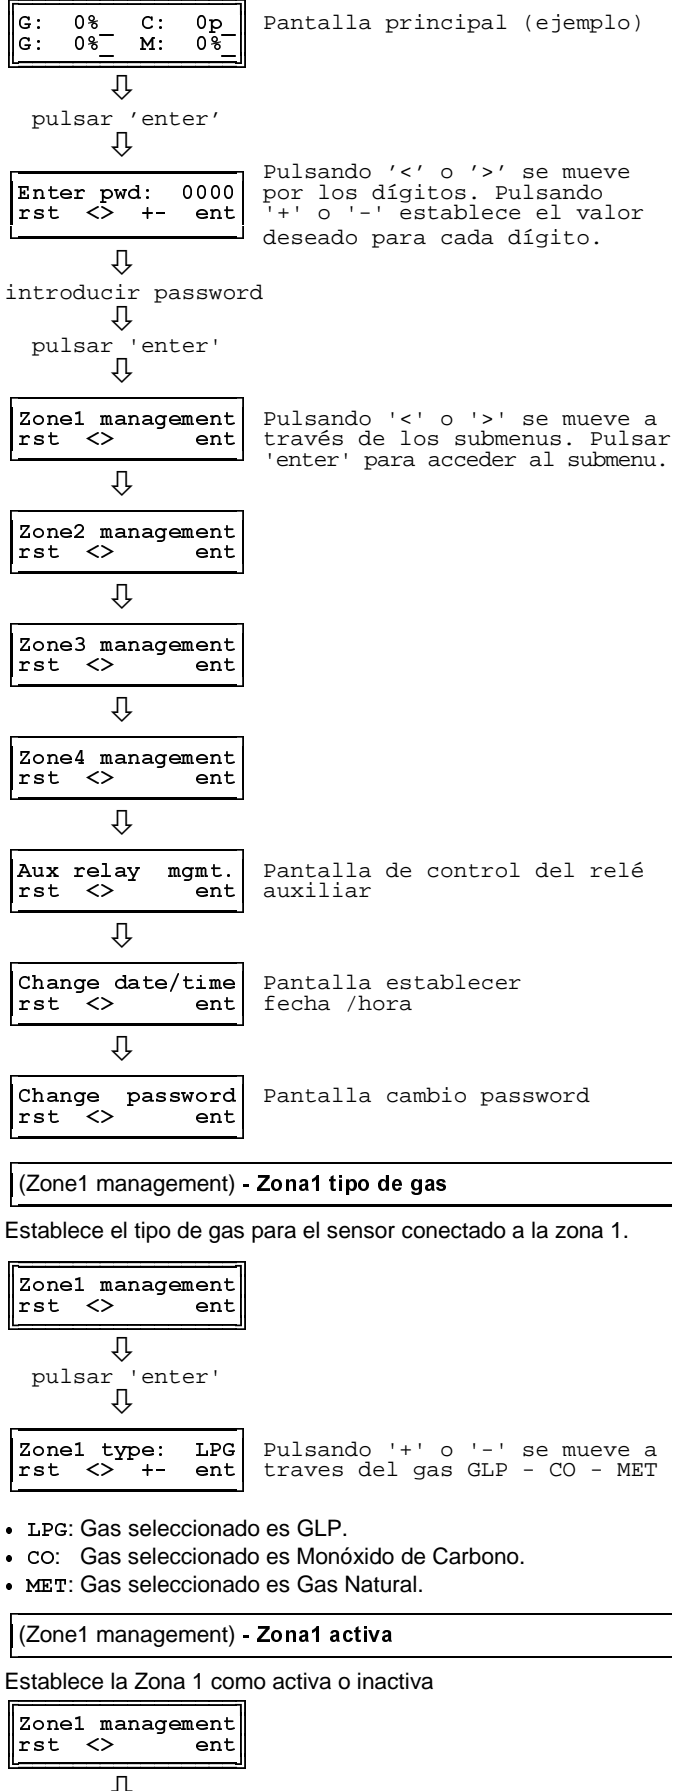 G:  0%_ C:  0p_ Pantalla principal (ejemplo)
G:  0%_ M:  0%_
pulsar 'enter'
Enter pwd: 0000 Pulsando '<' o '>' se mueve
rst <> +- ent por los dígitos. Pulsando
'+' o '-' establece el valor
deseado para cada dígito.
introducir password
pulsar 'enter'
Zone1 management Pulsando '<' o '>' se mueve a
rst <> ent través de los submenus. Pulsar
'enter' para acceder al submenu.
Zone2 management
rst <> ent
Zone3 management
rst <> ent
Zone4 management
rst <> ent
Aux relay mgmt. Pantalla de control del relé
rst <> ent auxiliar
Change date/time Pantalla establecer
rst <> ent fecha /hora
Change password Pantalla cambio password
rst <> ent
(Zone1 management) - Zona1 tipo de gas
Establece el tipo de gas para el sensor conectado a la zona 1.
Zone1 management
rst <> ent
pulsar 'enter'
Zone1 type: LPG Pulsando '+' o '-' se mueve a
rst <> +- ent traves del gas GLP - CO - MET
• LPG: Gas seleccionado es GLP.
• CO: Gas seleccionado es Monóxido de Carbono.
• MET: Gas seleccionado es Gas Natural.
(Zone1 management) - Zona1 activa
Establece la Zona 1 como activa o inactiva
Zone1 management
rst <> ent